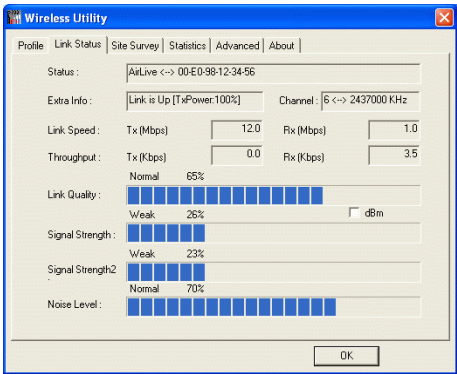 Wireless Utility
Profile Link Status Site Survey Statistics Advanced About
Status : AirLive <--> 00-E0-98-12-34-56
Extra Info : Link is Up [TxPower:100%] Channel : 6 <--> 2437000 KHz
Link Speed : Tx (Mbps) 12.0 Rx (Mbps) 1.0
Throughput : Tx (Kbps) 0.0 Rx (Kbps) 3.5
Normal 65%
Link Quality :
Weak 26% dBm
Signal Strength :
Weak 23%
Signal Strength2
:
Normal 70%
Noise Level :
OK